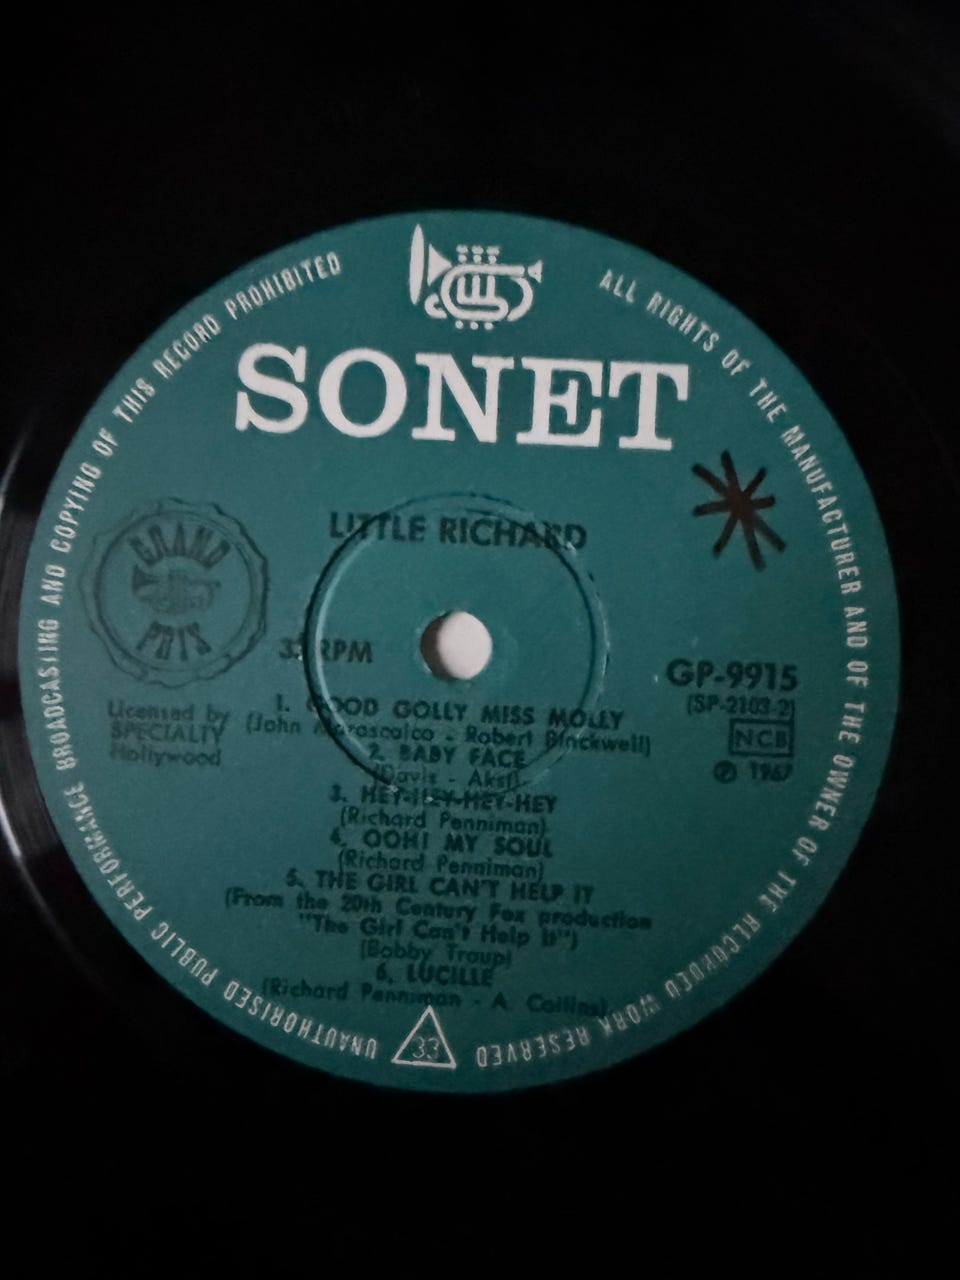 SONET
UNAUTHORISED PUBLIC PERFORMANCE BROADCASTING AND COPYING OF THIS RECORD PROHIBITED
ALL RIGHTS OF THE MANUFACTURER AND OF THE OWNER OF THE RECORDED WORK RESERVED
LITTLE RICHARD
GRAND
PRIX
33 RPM
GP-9915
(SP-2103-2)
NCB
℗ 1967
Licensed by
SPECIALTY
Hollywood
1. GOOD GOLLY MISS MOLLY
(John Marascalco - Robert Blackwell)
2. BABY FACE
(Davis - Akst)
3. HEY-HEY-HEY-HEY
(Richard Penniman)
4. OOH! MY SOUL
(Richard Penniman)
5. THE GIRL CAN'T HELP IT
(From the 20th Century Fox production
"The Girl Can't Help It")
(Bobby Troup)
6. LUCILLE
(Richard Penniman - A. Collins)
33